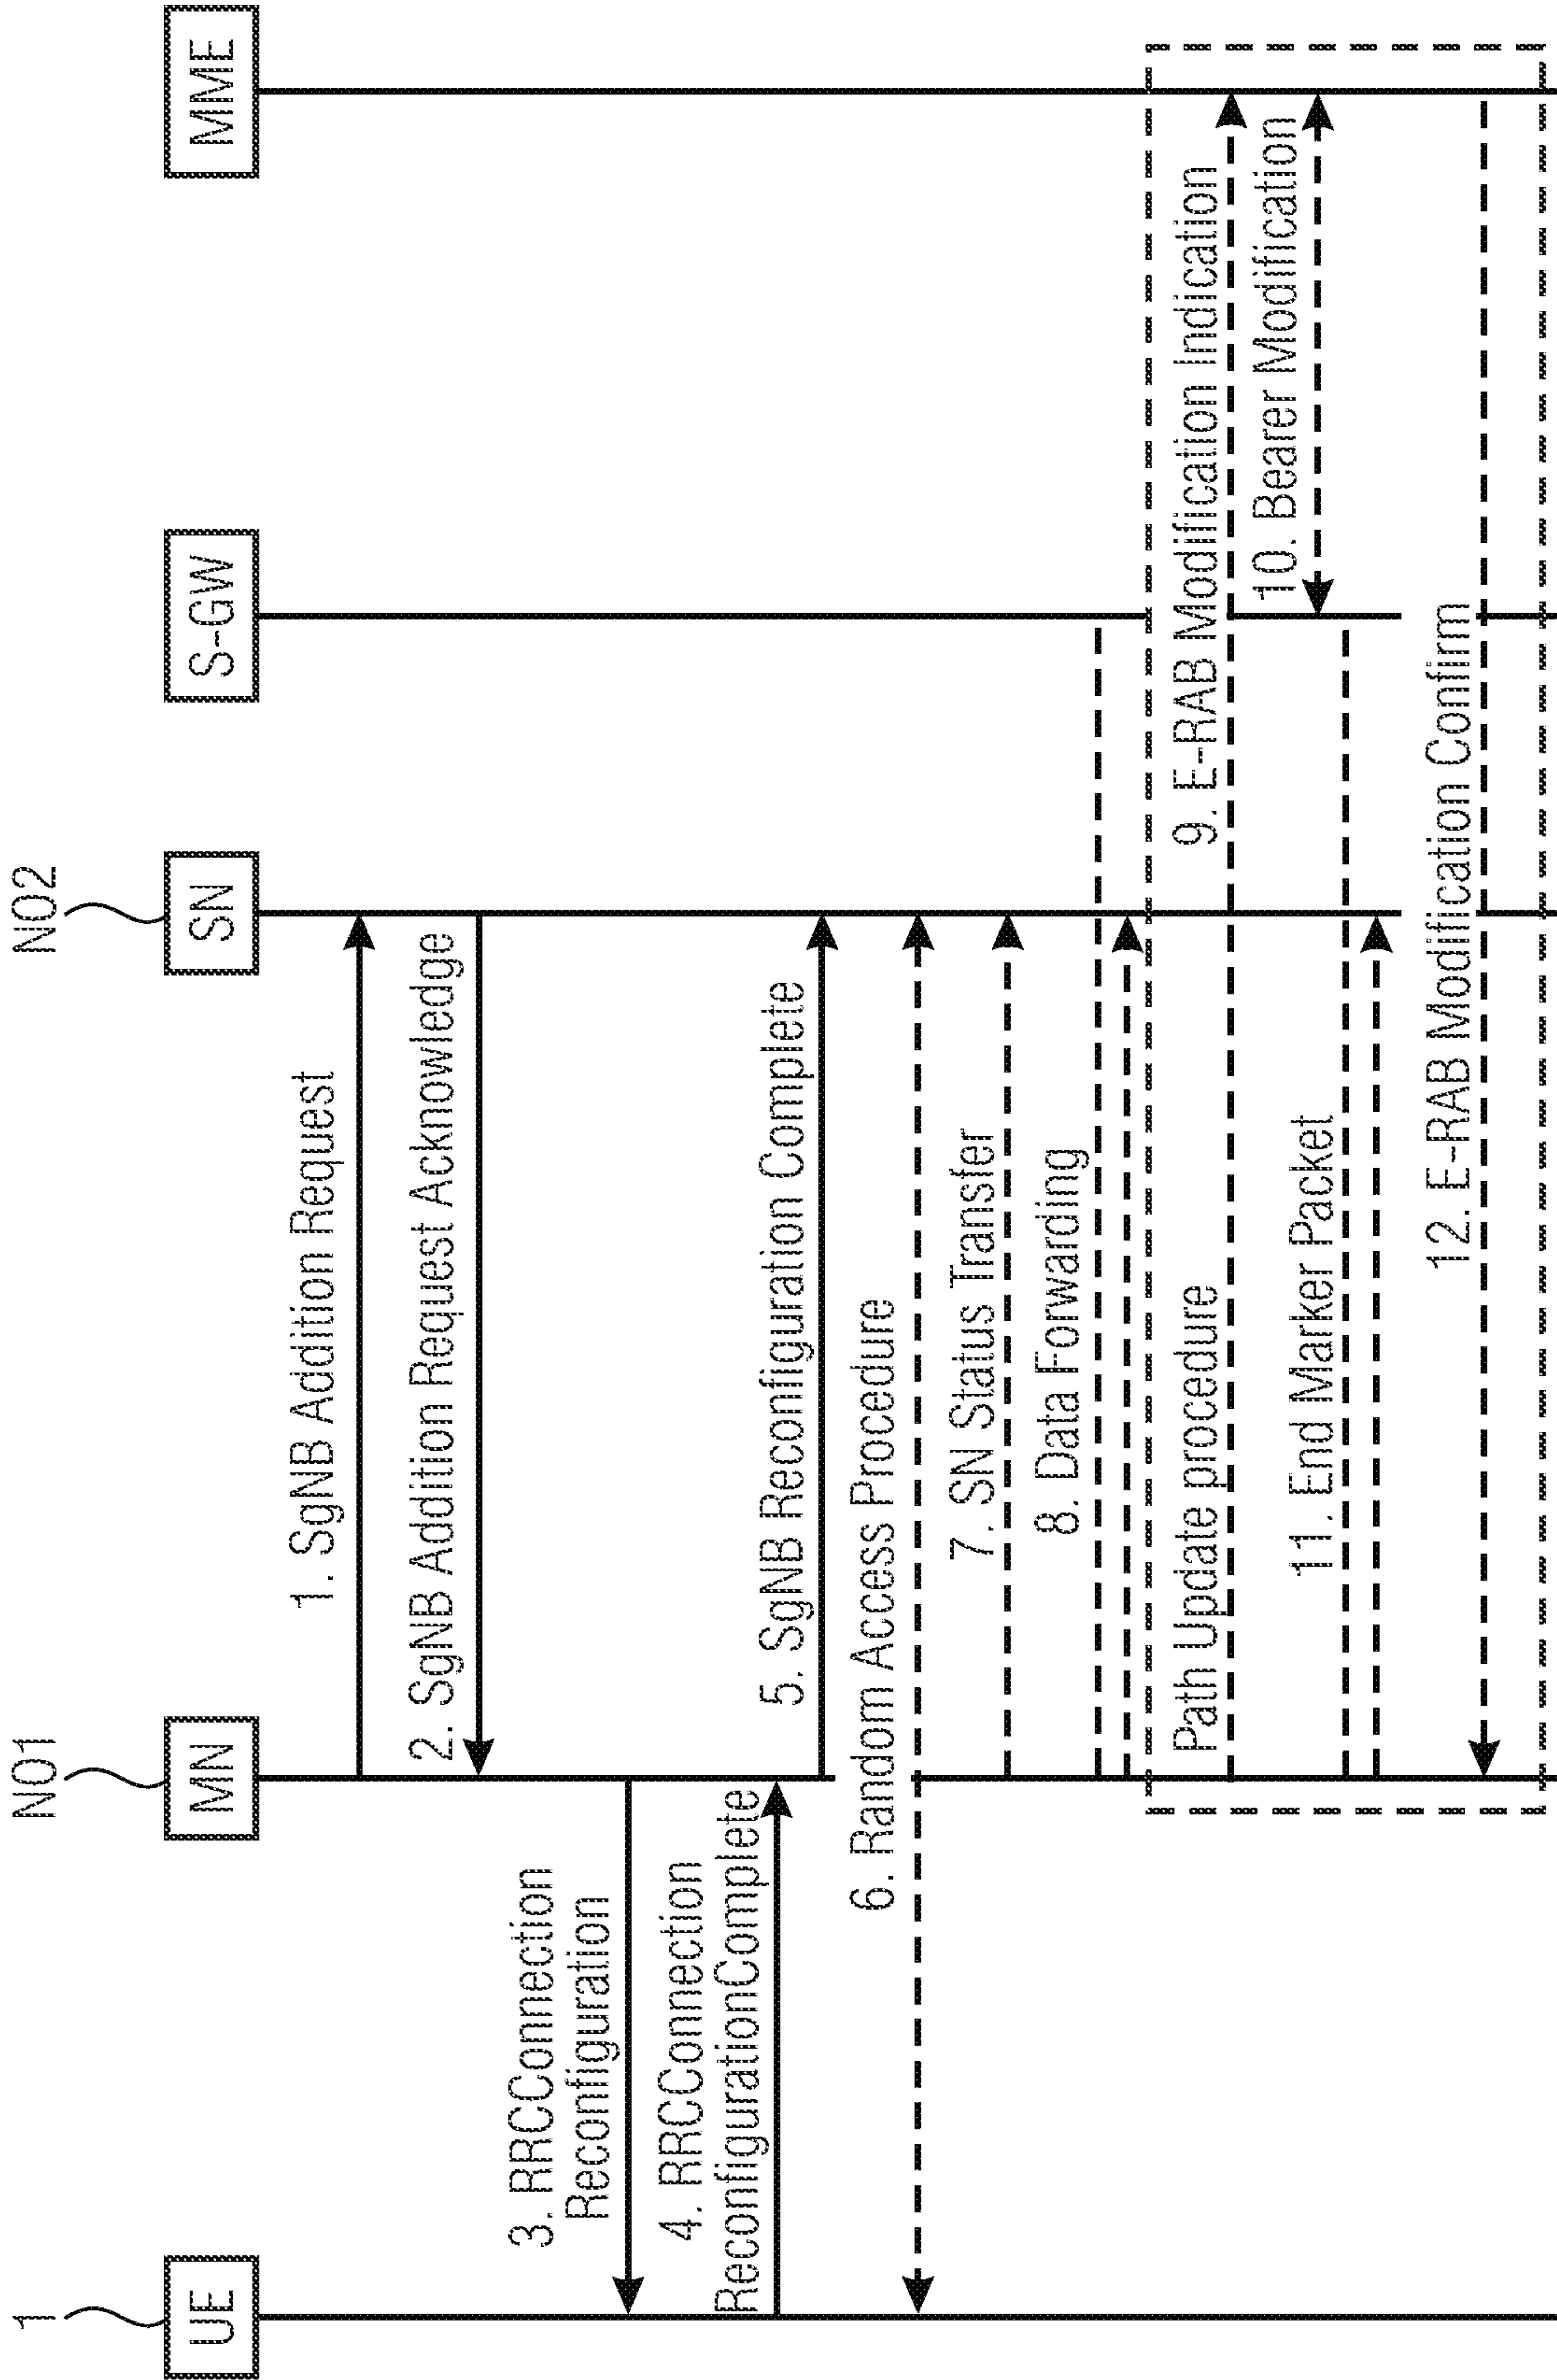 1
NO1
NO2
UE
MN
SN
S-GW
MME
1. SgNB Addition Request
2. SgNB Addition Request Acknowledge
3. RRCConnection
Reconfiguration
4. RRCConnection
ReconfigurationComplete
5. SgNB Reconfiguration Complete
6. Random Access Procedure
7. SN Status Transfer
8. Data Forwarding
Path Update procedure
9. E-RAB Modification Indication
10. Bearer Modification
11. End Marker Packet
12. E-RAB Modification Confirm